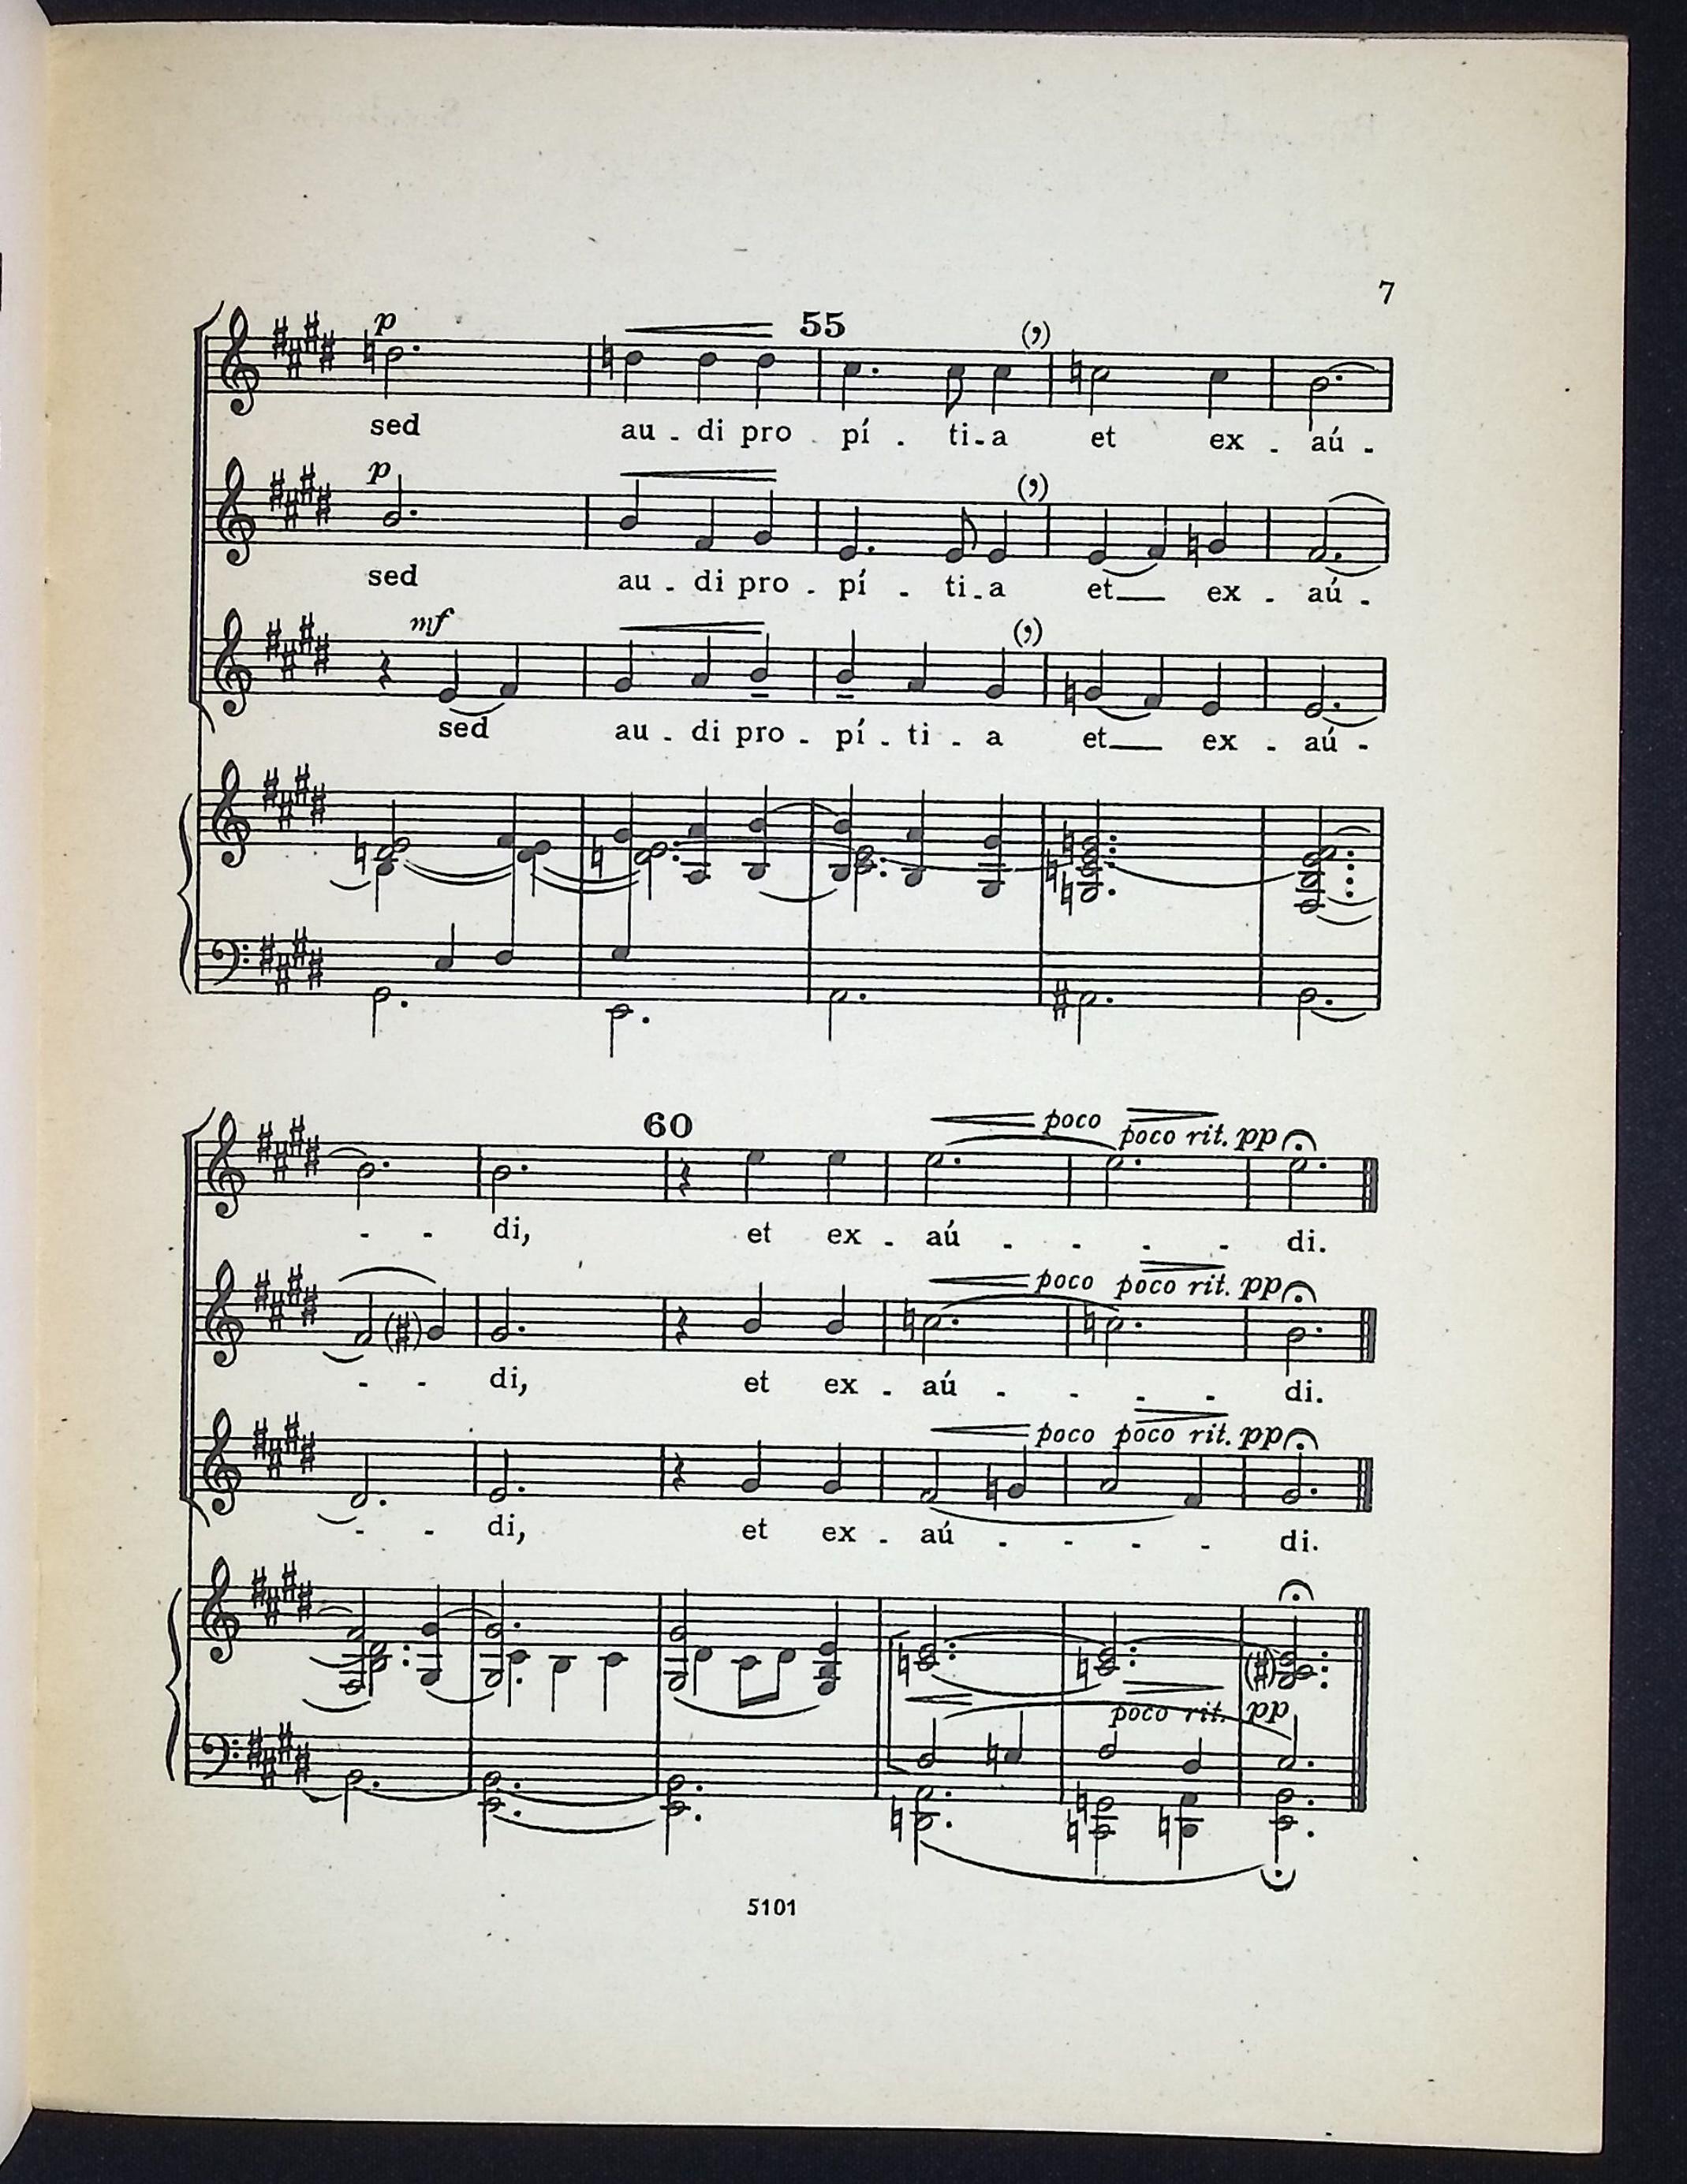 7
p
55
(,)
sed au - di pro - pí - ti - a et ex - aú -
p
(,)
sed au - di pro - pí - ti - a et ex - aú -
mf
(,)
sed au - di pro - pí - ti - a et ex - aú -
60
poco poco rit. pp
- - di, et ex - aú - - - - di.
poco poco rit. pp
- - di, et ex - aú - - - - di.
poco poco rit. pp
- - di, et ex - aú - - - - di.
poco rit. pp
5101